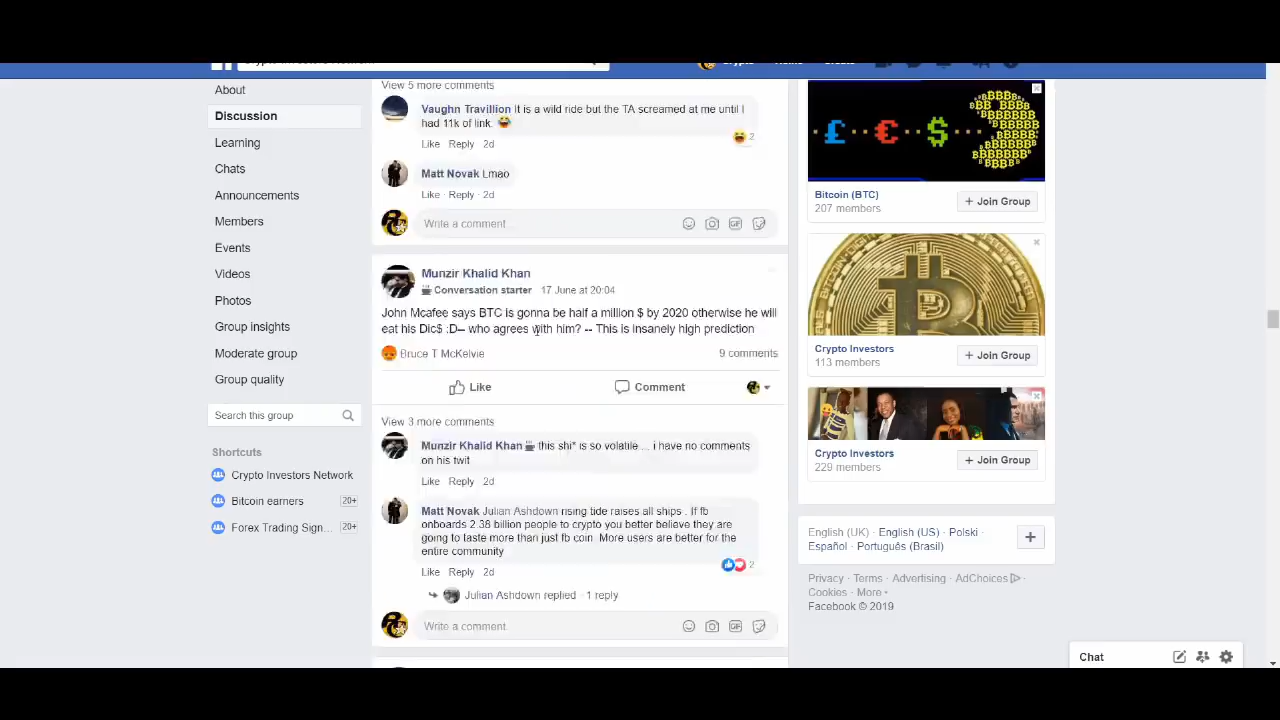 View 5 more comments
Vaughn Travillion It is a wild ride but the TA screamed at me until I
had 11k of link.
2
Like · Reply · 2d
Matt Novak Lmao
Like · Reply · 2d
Write a comment...
Munzir Khalid Khan
Conversation starter 17 June at 20:04
John Mcafee says BTC is gonna be half a million $ by 2020 otherwise he will
eat his Dic$ :D-- who agrees with him? -- This is insanely high prediction
Bruce T McKelvie
9 comments
Like
Comment
View 3 more comments
Munzir Khalid Khan this shi* is so volatile ... i have no comments
on his twit
Like · Reply · 2d
Matt Novak Julian Ashdown rising tide raises all ships . If fb
onboards 2.38 billion people to crypto you better believe they are
going to taste more than just fb coin. More users are better for the
entire community
2
Like · Reply · 2d
Julian Ashdown replied · 1 reply
Write a comment
About
Discussion
Learning
Chats
Announcements
Members
Events
Videos
Photos
Group insights
Moderate group
Group quality
Search this group
Shortcuts
Crypto Investors Network
Bitcoin earners 20+
Forex Trading Sign... 20+
Bitcoin (BTC)
207 members
+ Join Group
Crypto Investors
113 members
+ Join Group
Crypto Investors
229 members
+ Join Group
English (UK) · English (US) · Polski ·
Español · Português (Brasil)
Privacy · Terms · Advertising · AdChoices ·
Cookies · More
Facebook © 2019
Chat